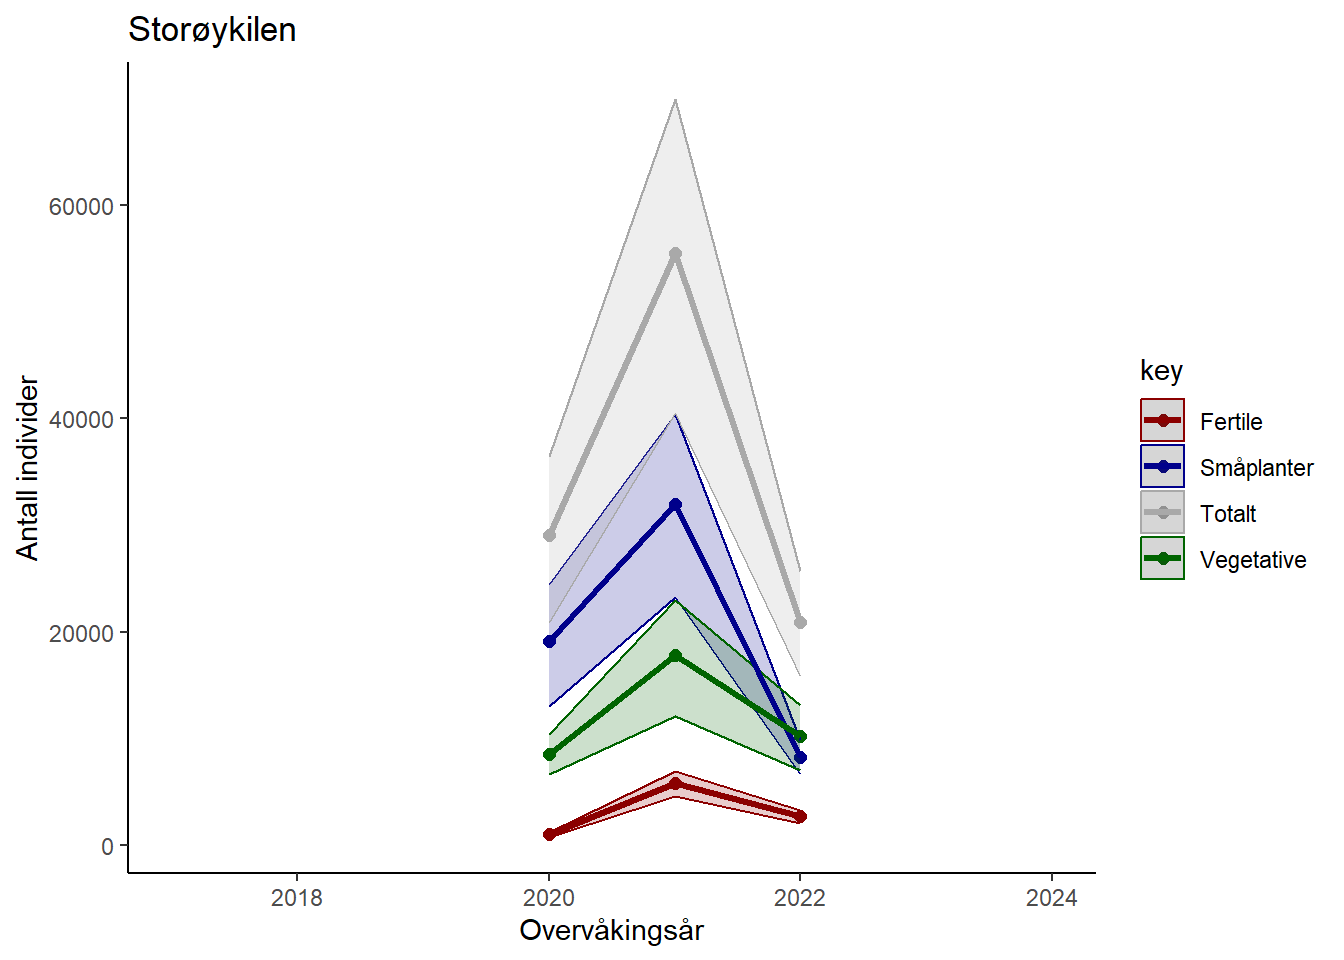 Storøykilen
Antall individer
60000
40000
20000
0
2018
2020
2022
2024
Overvåkingsår
key
Fertile
Småplanter
Totalt
Vegetative